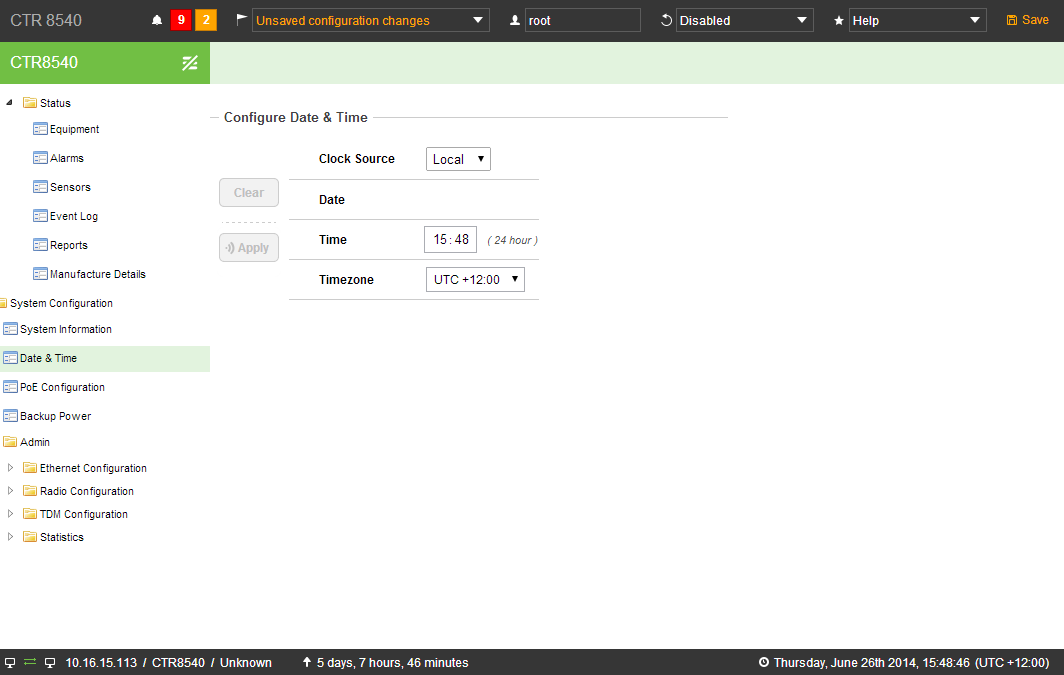 CTR 8540 9 2 Unsaved configuration changes root Disabled Help Save
CTR8540
Status
Equipment
Alarms
Sensors
Event Log
Reports
Manufacture Details
System Configuration
System Information
Date & Time
PoE Configuration
Backup Power
Admin
Ethernet Configuration
Radio Configuration
TDM Configuration
Statistics
Configure Date & Time
Clear
Apply
Clock Source Local
Date
Time 15 : 48 ( 24 hour )
Timezone UTC +12:00
10.16.15.113 / CTR8540 / Unknown 5 days, 7 hours, 46 minutes Thursday, June 26th 2014, 15:48:46 (UTC +12:00)